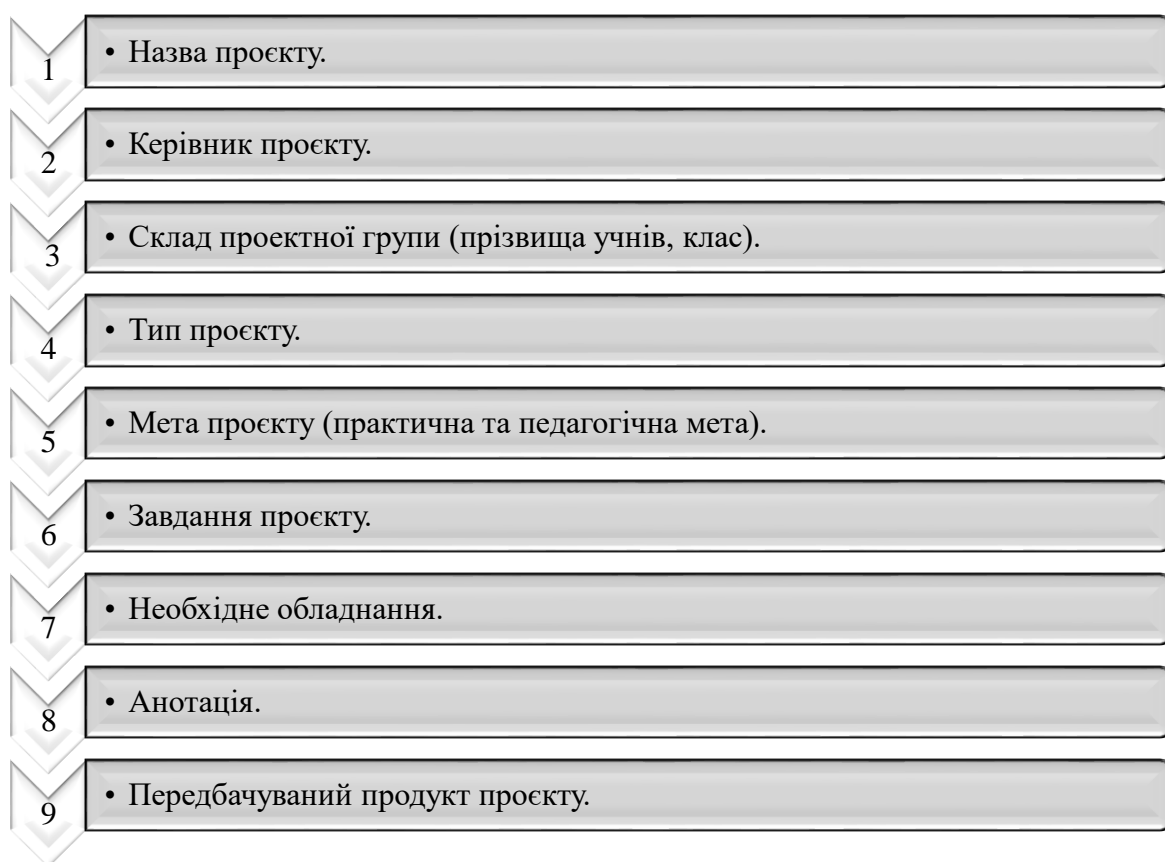 1 • Назва проєкту.
2 • Керівник проєкту.
3 • Склад проектної групи (прізвища учнів, клас).
4 • Тип проєкту.
5 • Мета проєкту (практична та педагогічна мета).
6 • Завдання проєкту.
7 • Необхідне обладнання.
8 • Анотація.
9 • Передбачуваний продукт проєкту.